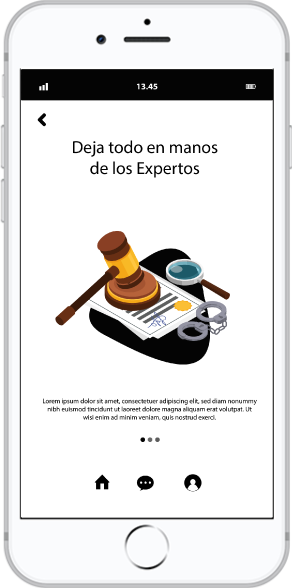 13.45
Deja todo en manos
de los Expertos
Lorem ipsum dolor sit amet, consectetuer adipiscing elit, sed diam nonummy
nibh euismod tincidunt ut laoreet dolore magna aliquam erat volutpat. Ut
wisi enim ad minim veniam, quis nostrud exerci.